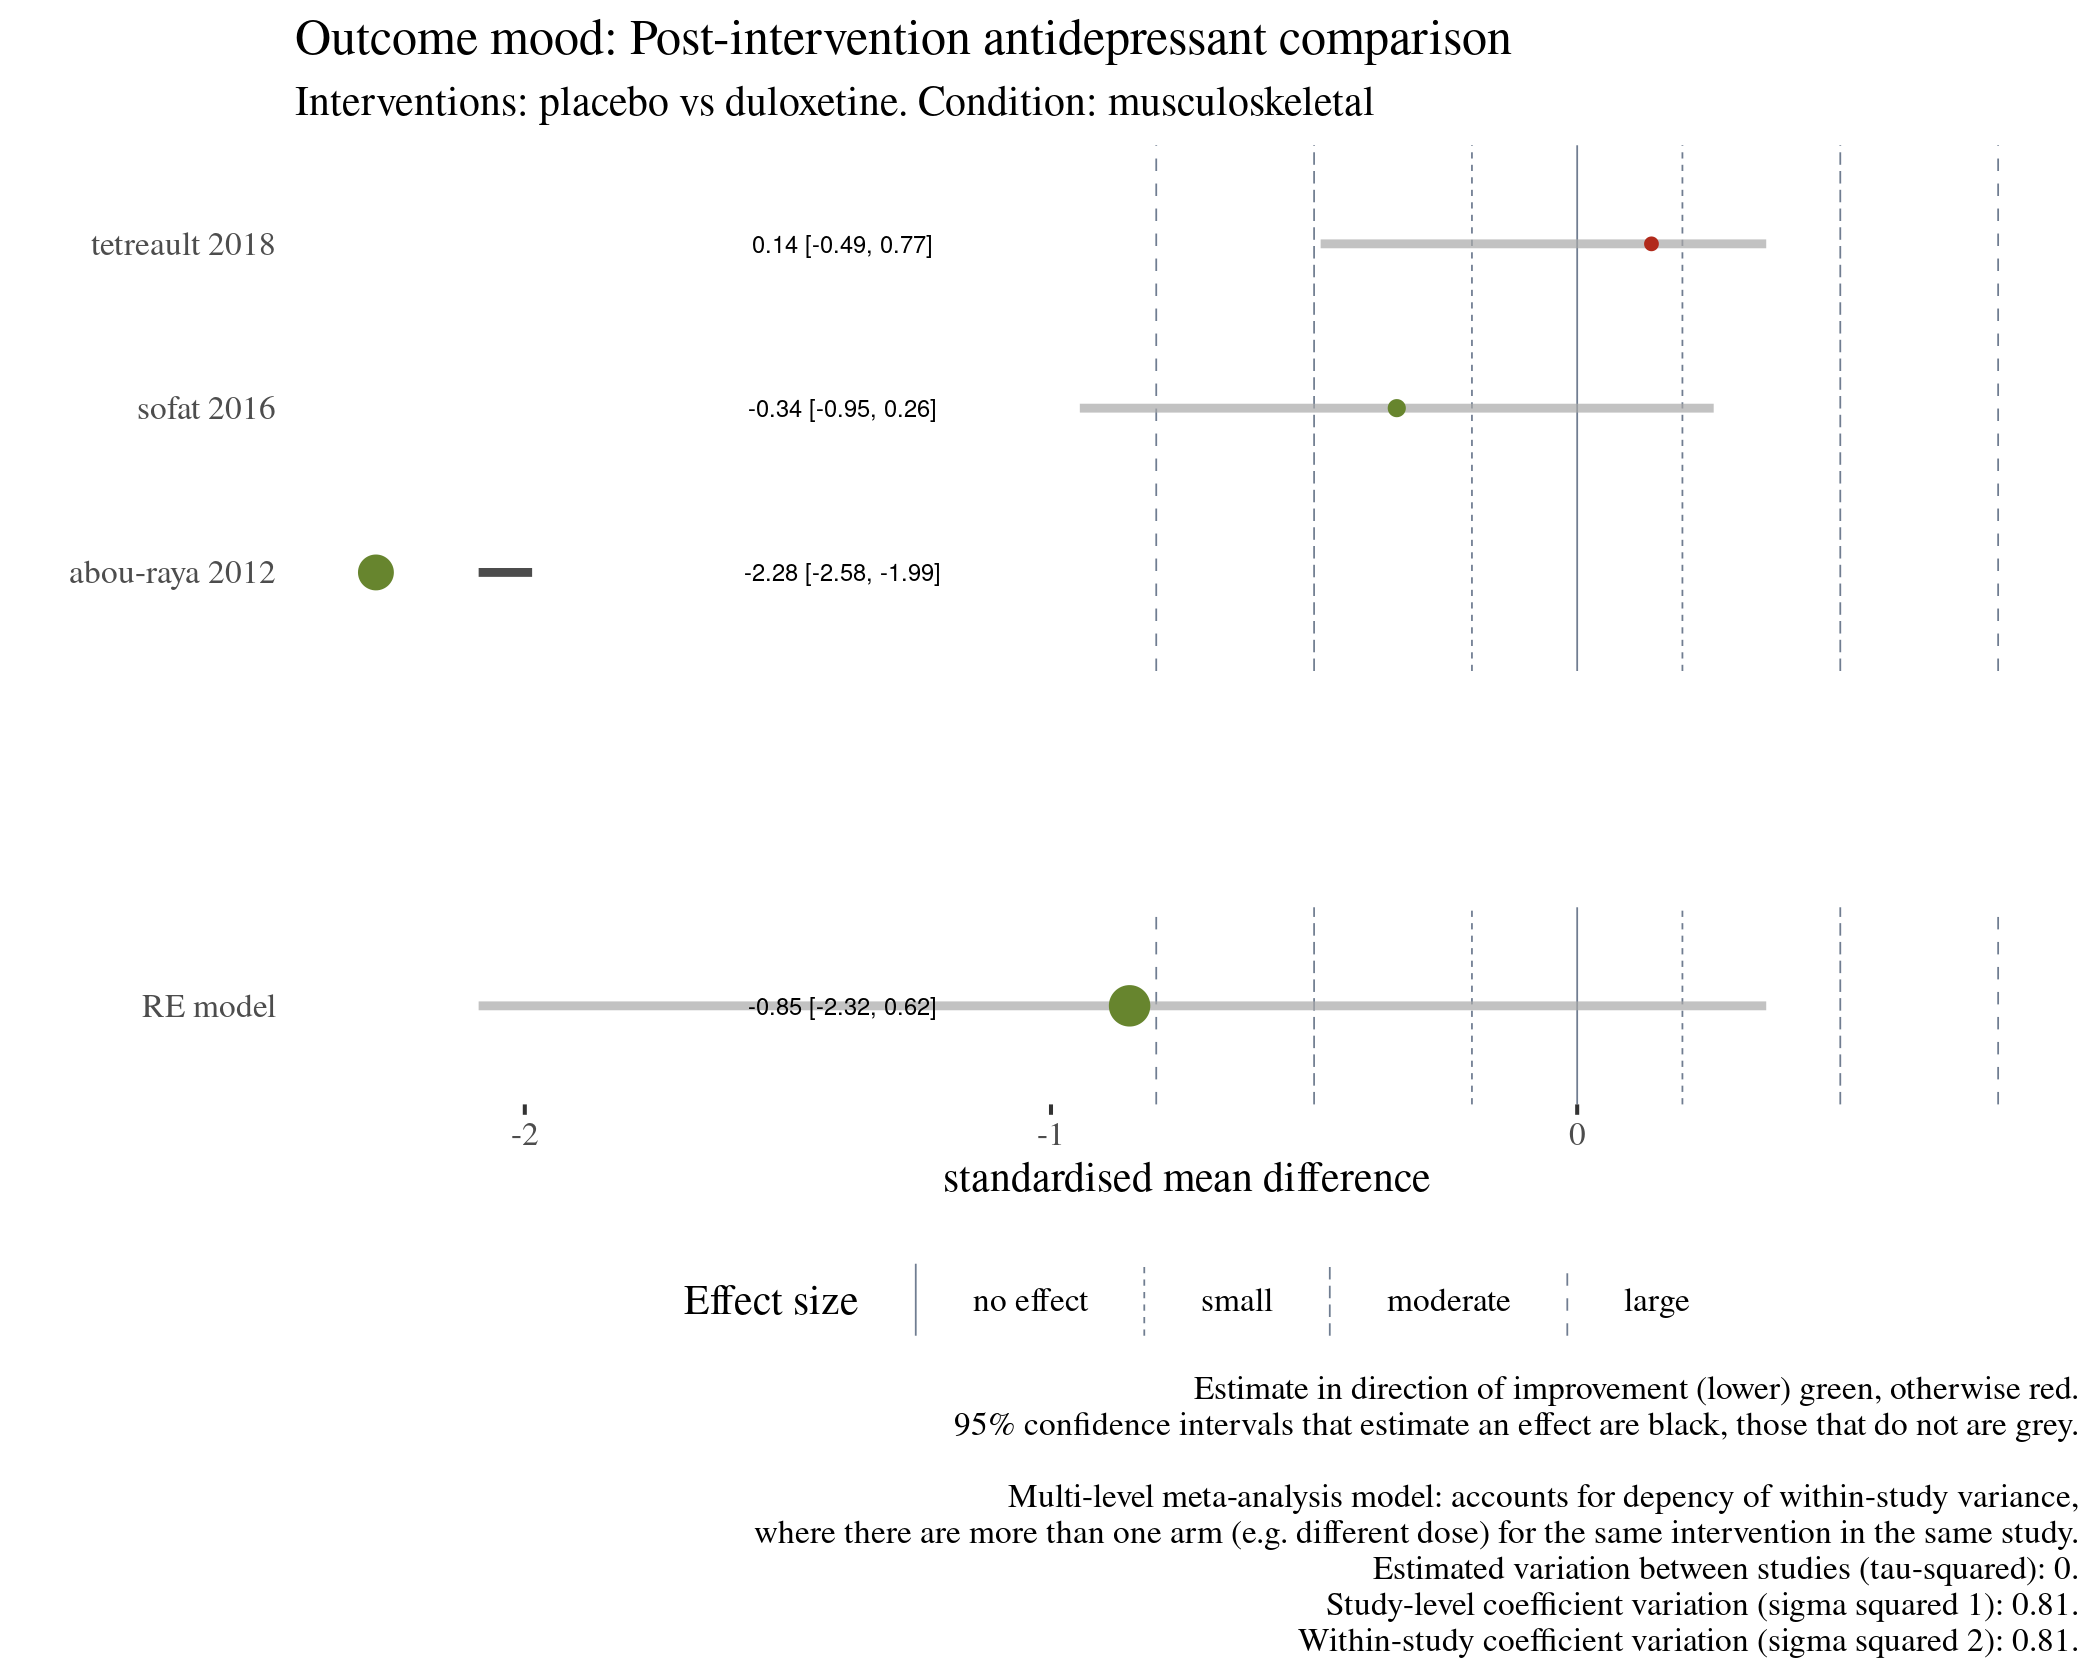 Outcome mood: Post-intervention antidepressant comparison
Interventions: placebo vs duloxetine. Condition: musculoskeletal
tetreault 2018 0.14 [-0.49, 0.77]
sofat 2016 -0.34 [-0.95, 0.26]
abou-raya 2012 -2.28 [-2.58, -1.99]
RE model -0.85 [-2.32, 0.62]
-2 -1 0
standardised mean difference
Effect size no effect small moderate large
Estimate in direction of improvement (lower) green, otherwise red.
95% confidence intervals that estimate an effect are black, those that do not are grey.
Multi-level meta-analysis model: accounts for depency of within-study variance,
where there are more than one arm (e.g. different dose) for the same intervention in the same study.
Estimated variation between studies (tau-squared): 0.
Study-level coefficient variation (sigma squared 1): 0.81.
Within-study coefficient variation (sigma squared 2): 0.81.